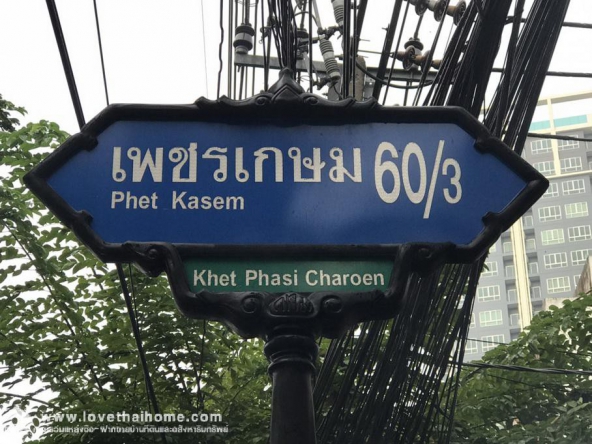 เพชรเกษม 60/3
Phet Kasem
Khet Phasi Charoen
www.lovethaihome.com